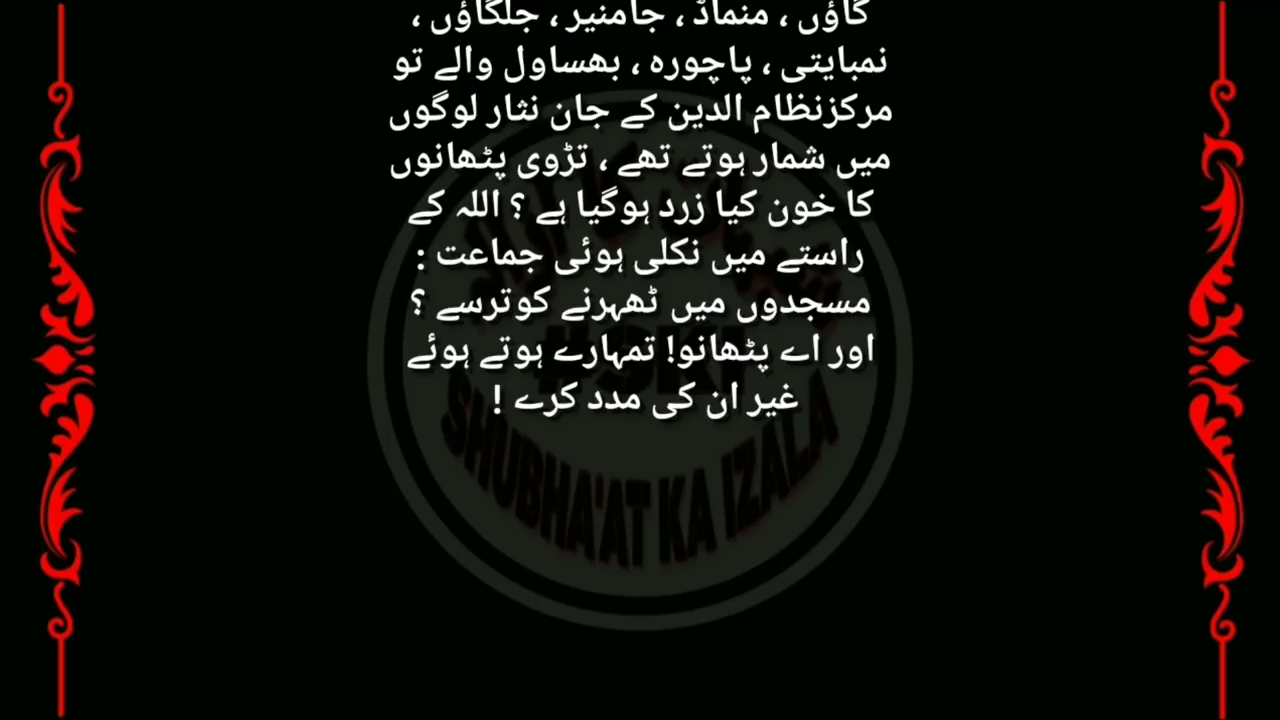 گاؤں ، منماڈ ، جامنیر ، جلگاؤں ،
نمبایتی ، پاچورہ ، بھساول والے تو
مرکزنظام الدین کے جان نثار لوگوں
میں شمار ہوتے تھے ، تڑوی پٹھانوں
کا خون کیا زرد ہوگیا ہے ؟ اللہ کے
راستے میں نکلی ہوئی جماعت :
مسجدوں میں ٹھہرنے کوترسے ؟
اور اے پٹھانو! تمہارے ہوتے ہوئے
غیر ان کی مدد کرے !
SHUBHA'AT KA IZALA